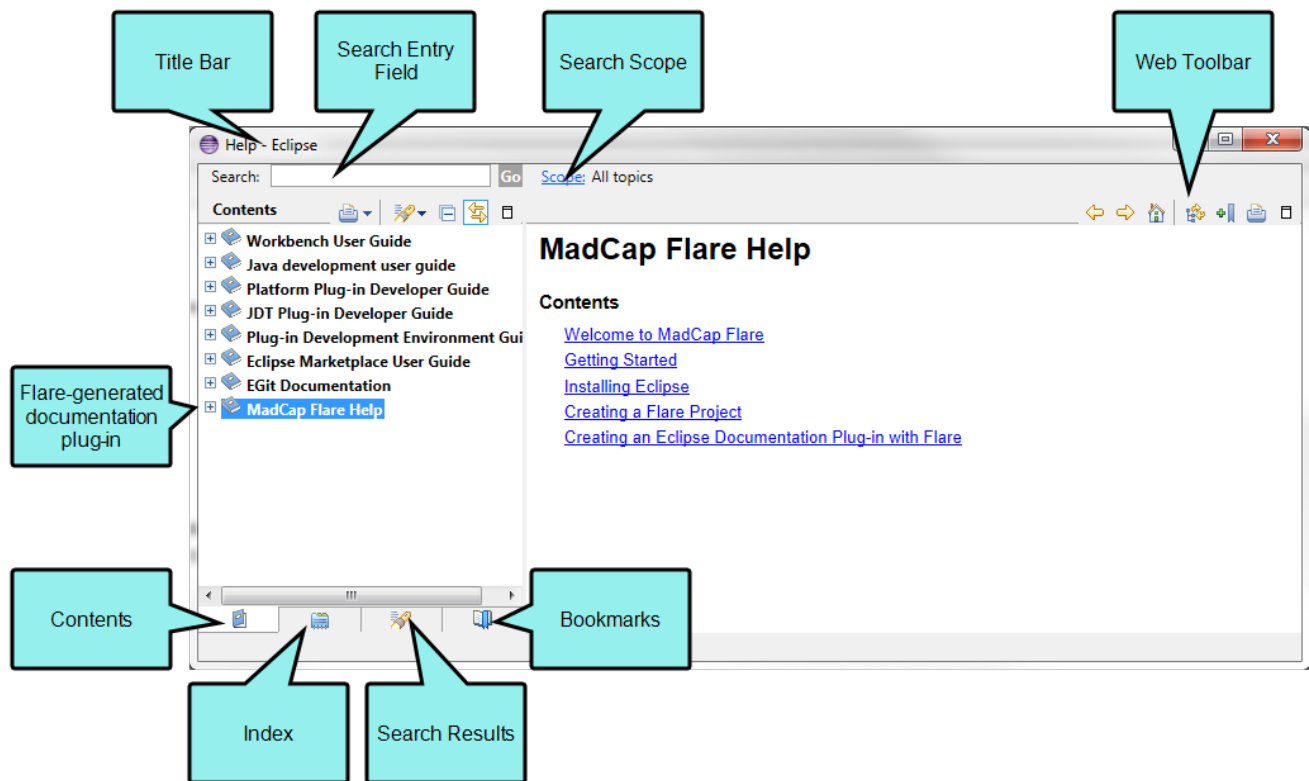 Title Bar
Search Entry
Field
Search Scope
Web Toolbar
Help - Eclipse
Search:
Go
Scope: All topics
Contents
Workbench User Guide
Java development user guide
Platform Plug-in Developer Guide
JDT Plug-in Developer Guide
Plug-in Development Environment Gui
Eclipse Marketplace User Guide
EGit Documentation
MadCap Flare Help
MadCap Flare Help
Contents
Welcome to MadCap Flare
Getting Started
Installing Eclipse
Creating a Flare Project
Creating an Eclipse Documentation Plug-in with Flare
Flare-generated
documentation
plug-in
Contents
Bookmarks
Index
Search Results